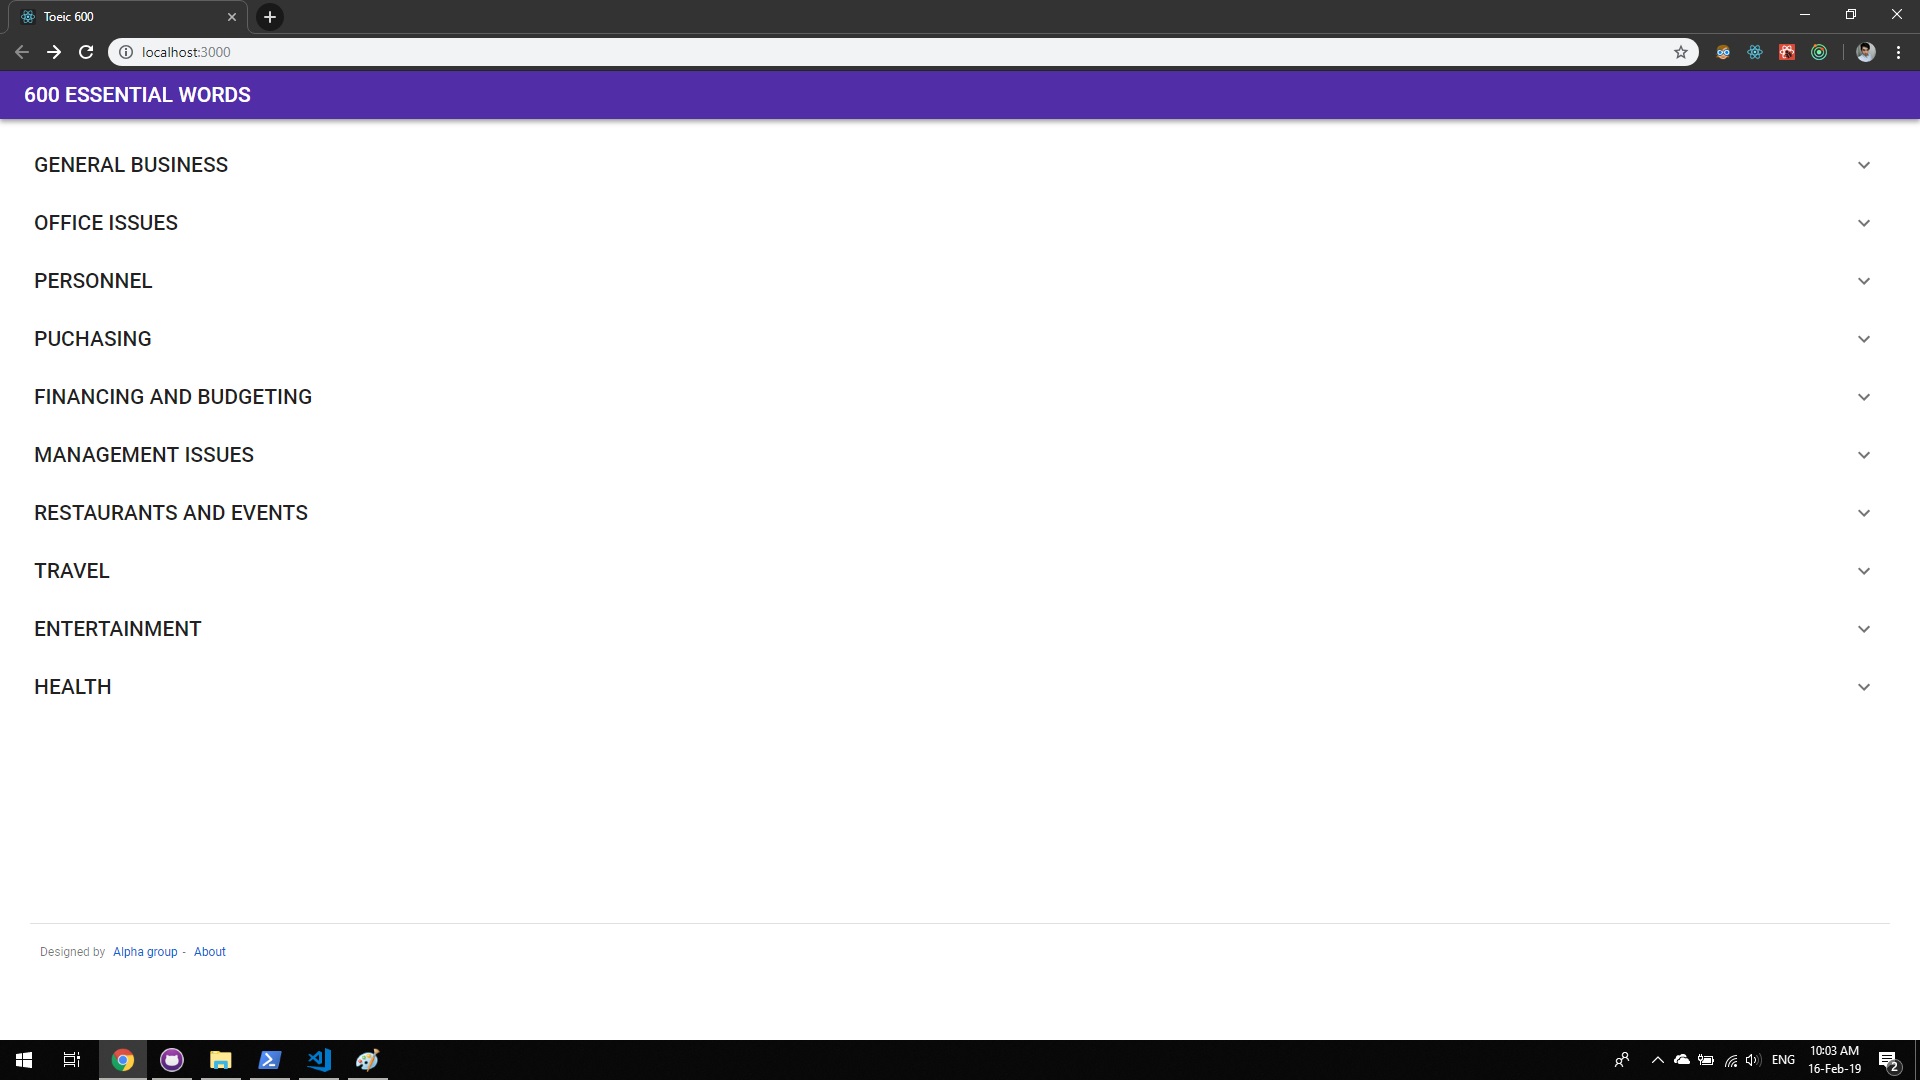 Toeic 600
localhost:3000
600 ESSENTIAL WORDS
GENERAL BUSINESS
OFFICE ISSUES
PERSONNEL
PUCHASING
FINANCING AND BUDGETING
MANAGEMENT ISSUES
RESTAURANTS AND EVENTS
TRAVEL
ENTERTAINMENT
HEALTH
Designed by Alpha group - About
ENG
10:03 AM
16-Feb-19
2